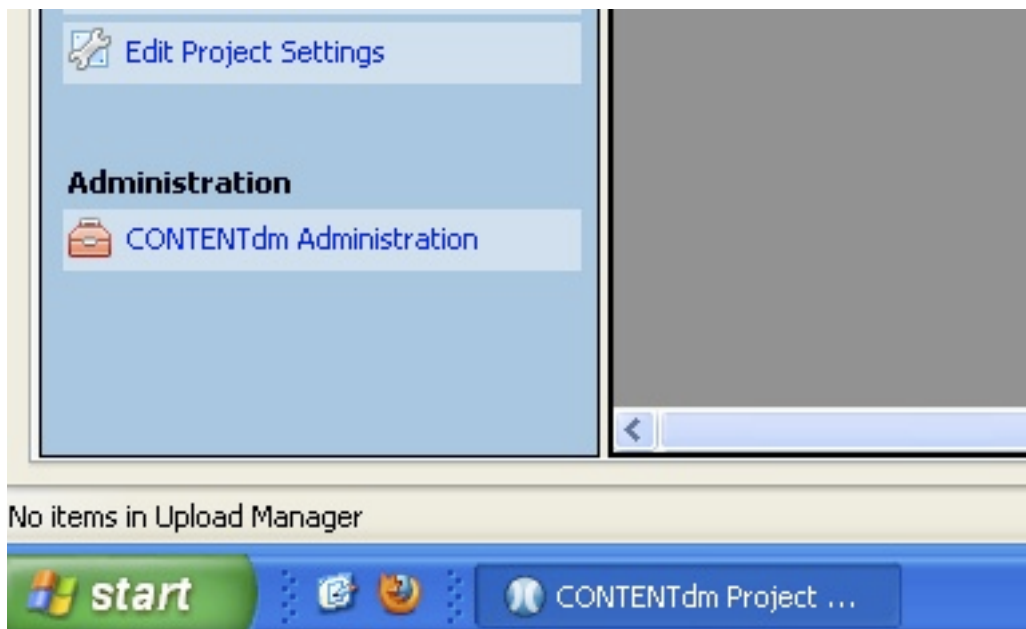 Edit Project Settings
Administration
CONTENTdm Administration
No items in Upload Manager
start
CONTENTdm Project ...